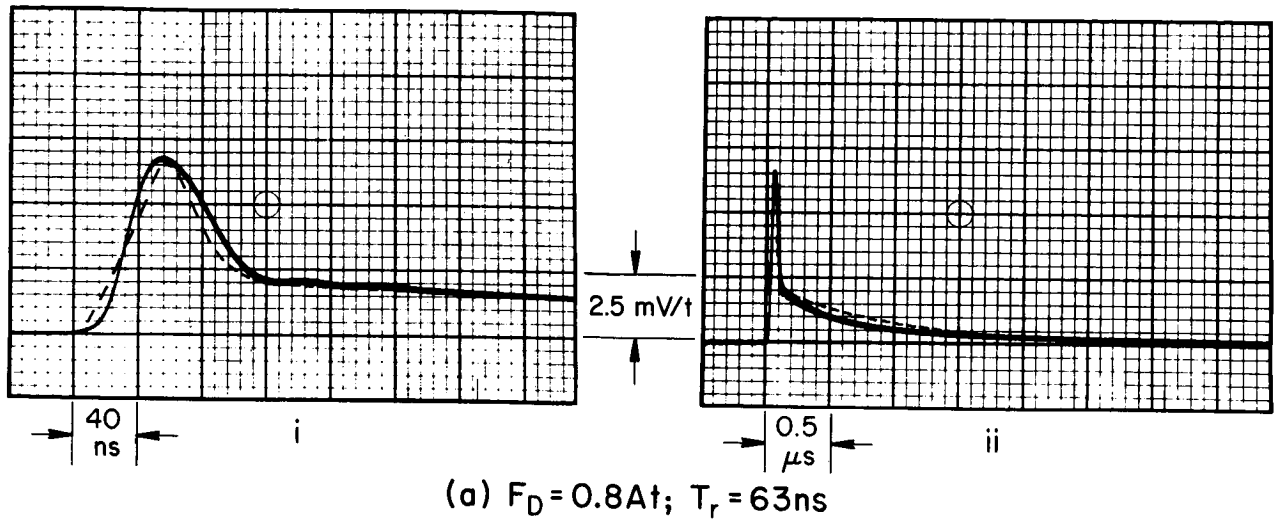 2.5 mV/t
40
ns
i
0.5
μs
ii
(a) F_D = 0.8At; T_r = 63ns